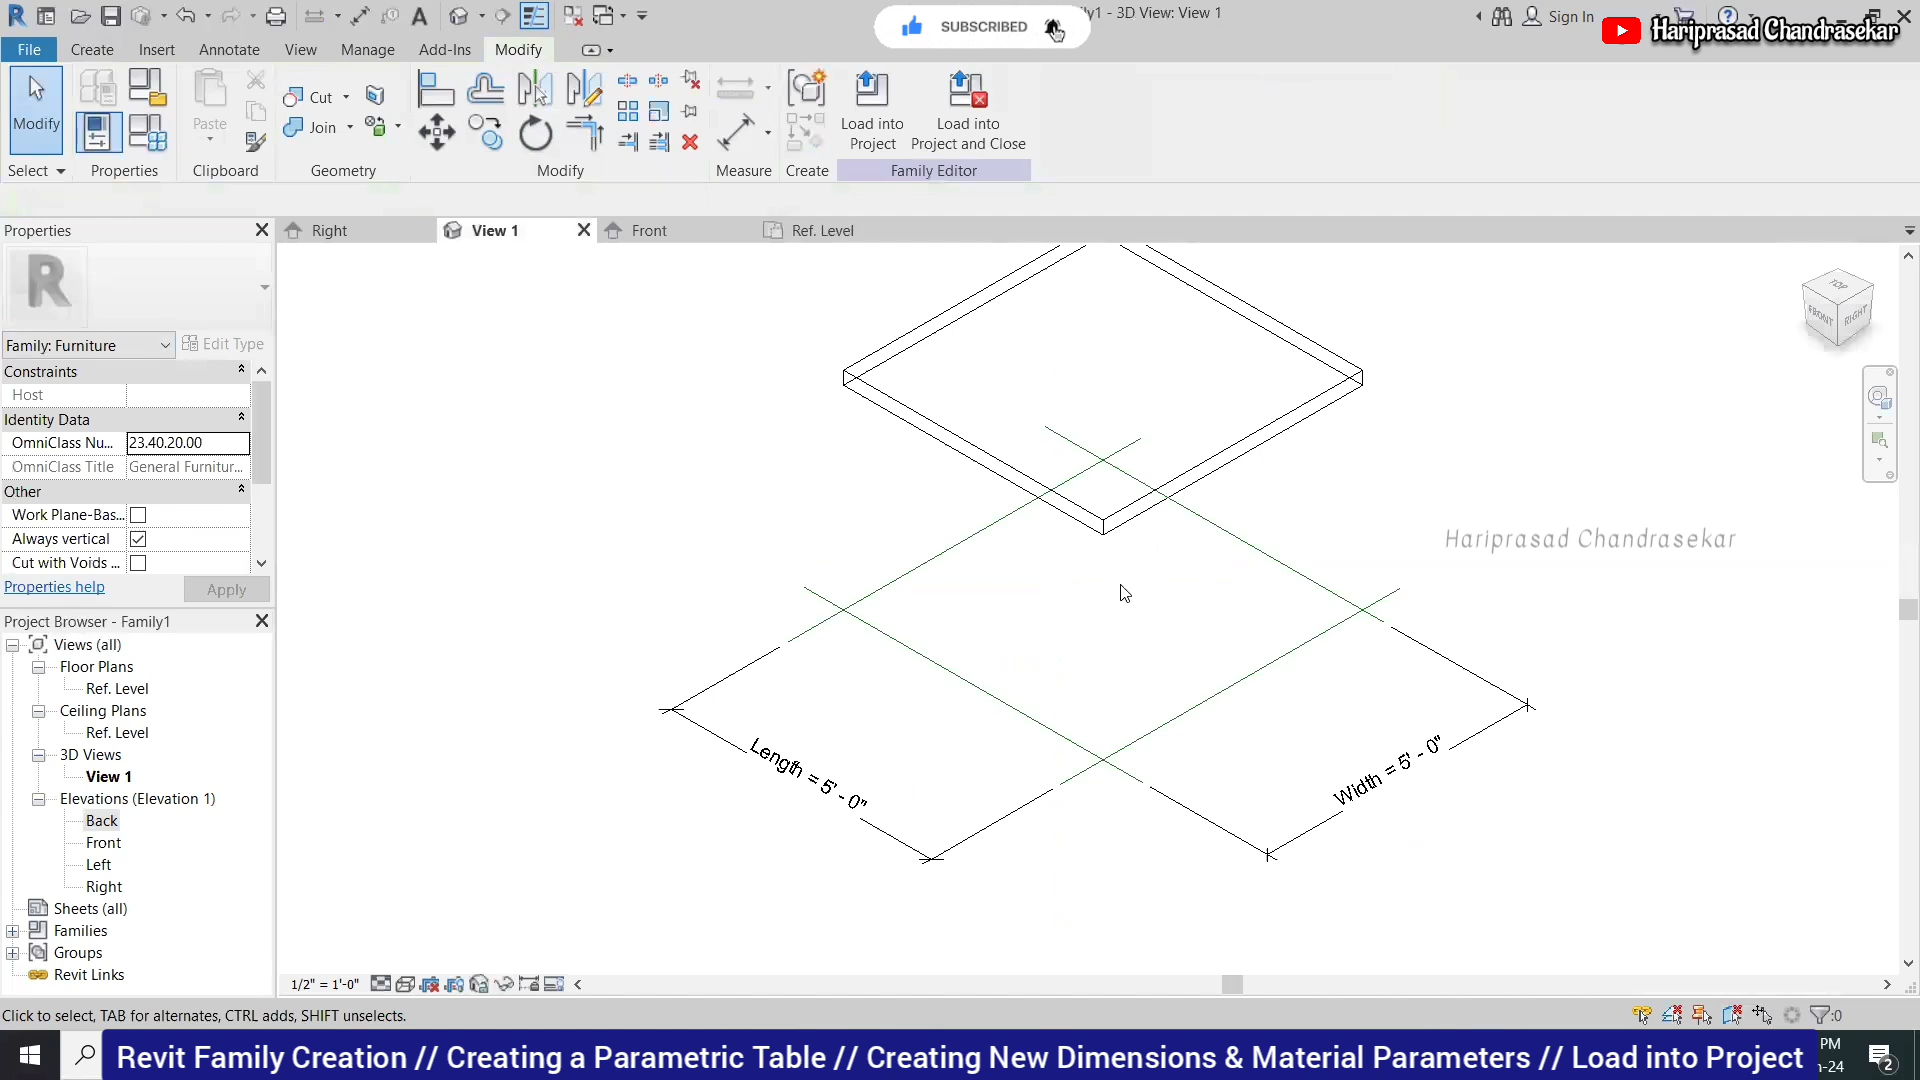 SUBSCRIBED
y1 - 3D View: View 1
Sign In
Hariprasad Chandrasekar
File
Create
Insert
Annotate
View
Manage
Add-Ins
Modify
Modify
Paste
Cut
Join
Load into
Project
Load into
Project and Close
Select
Properties
Clipboard
Geometry
Modify
Measure
Create
Family Editor
Properties
Right
View 1
Front
Ref. Level
R
Family: Furniture
Edit Type
Constraints
Host
Identity Data
OmniClass Nu...
23.40.20.00
OmniClass Title
General Furnitur...
Other
Work Plane-Bas...
Always vertical
Cut with Voids ...
Properties help
Apply
Project Browser - Family1
Views (all)
Floor Plans
Ref. Level
Ceiling Plans
Ref. Level
3D Views
View 1
Elevations (Elevation 1)
Back
Front
Left
Right
Sheets (all)
Families
Groups
Revit Links
TOP
FRONT
RIGHT
Hariprasad Chandrasekar
Length = 5' - 0"
Width = 5' - 0"
1/2" = 1'-0"
Click to select, TAB for alternates, CTRL adds, SHIFT unselects.
:0
Revit Family Creation // Creating a Parametric Table // Creating New Dimensions & Material Parameters // Load into Project
PM
-24
2